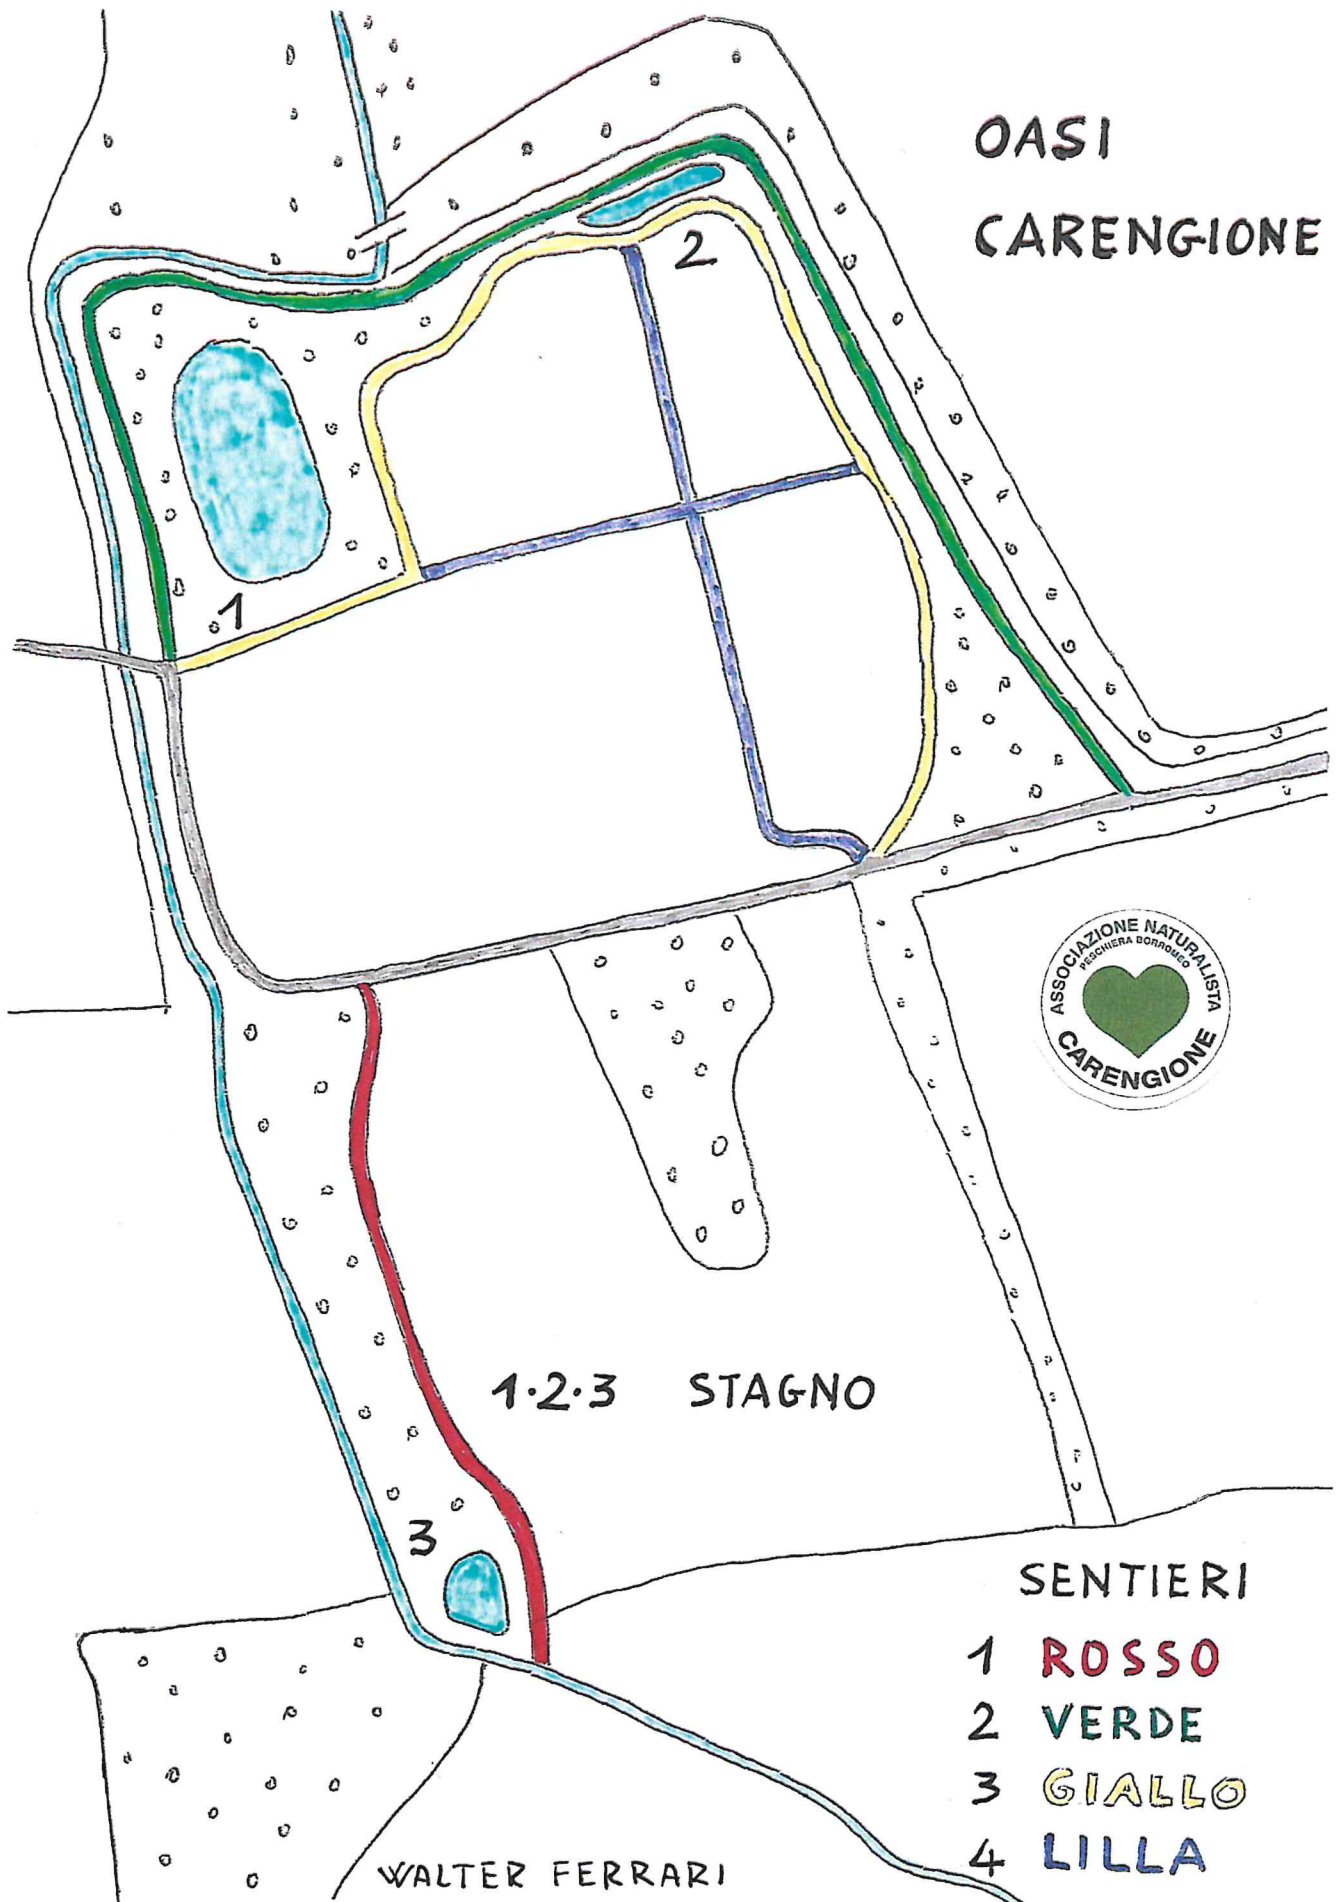 OASI
CARENGIONE
2
1
ASSOCIAZIONE NATURALISTA
PESCHIERA BORROMEO
CARENGIONE
1·2·3 STAGNO
3
SENTIERI
1 ROSSO
2 VERDE
3 GIALLO
4 LILLA
WALTER FERRARI